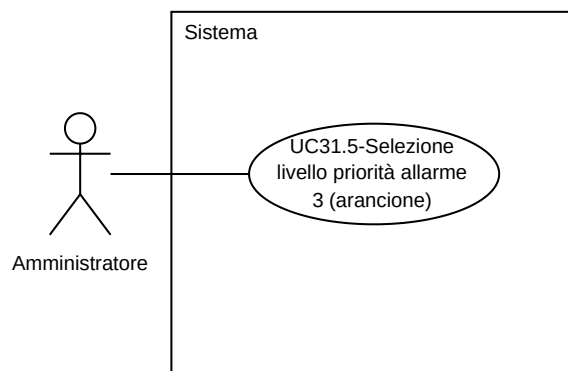 Sistema
UC31.5-Selezione
livello priorità allarme
3 (arancione)
Amministratore